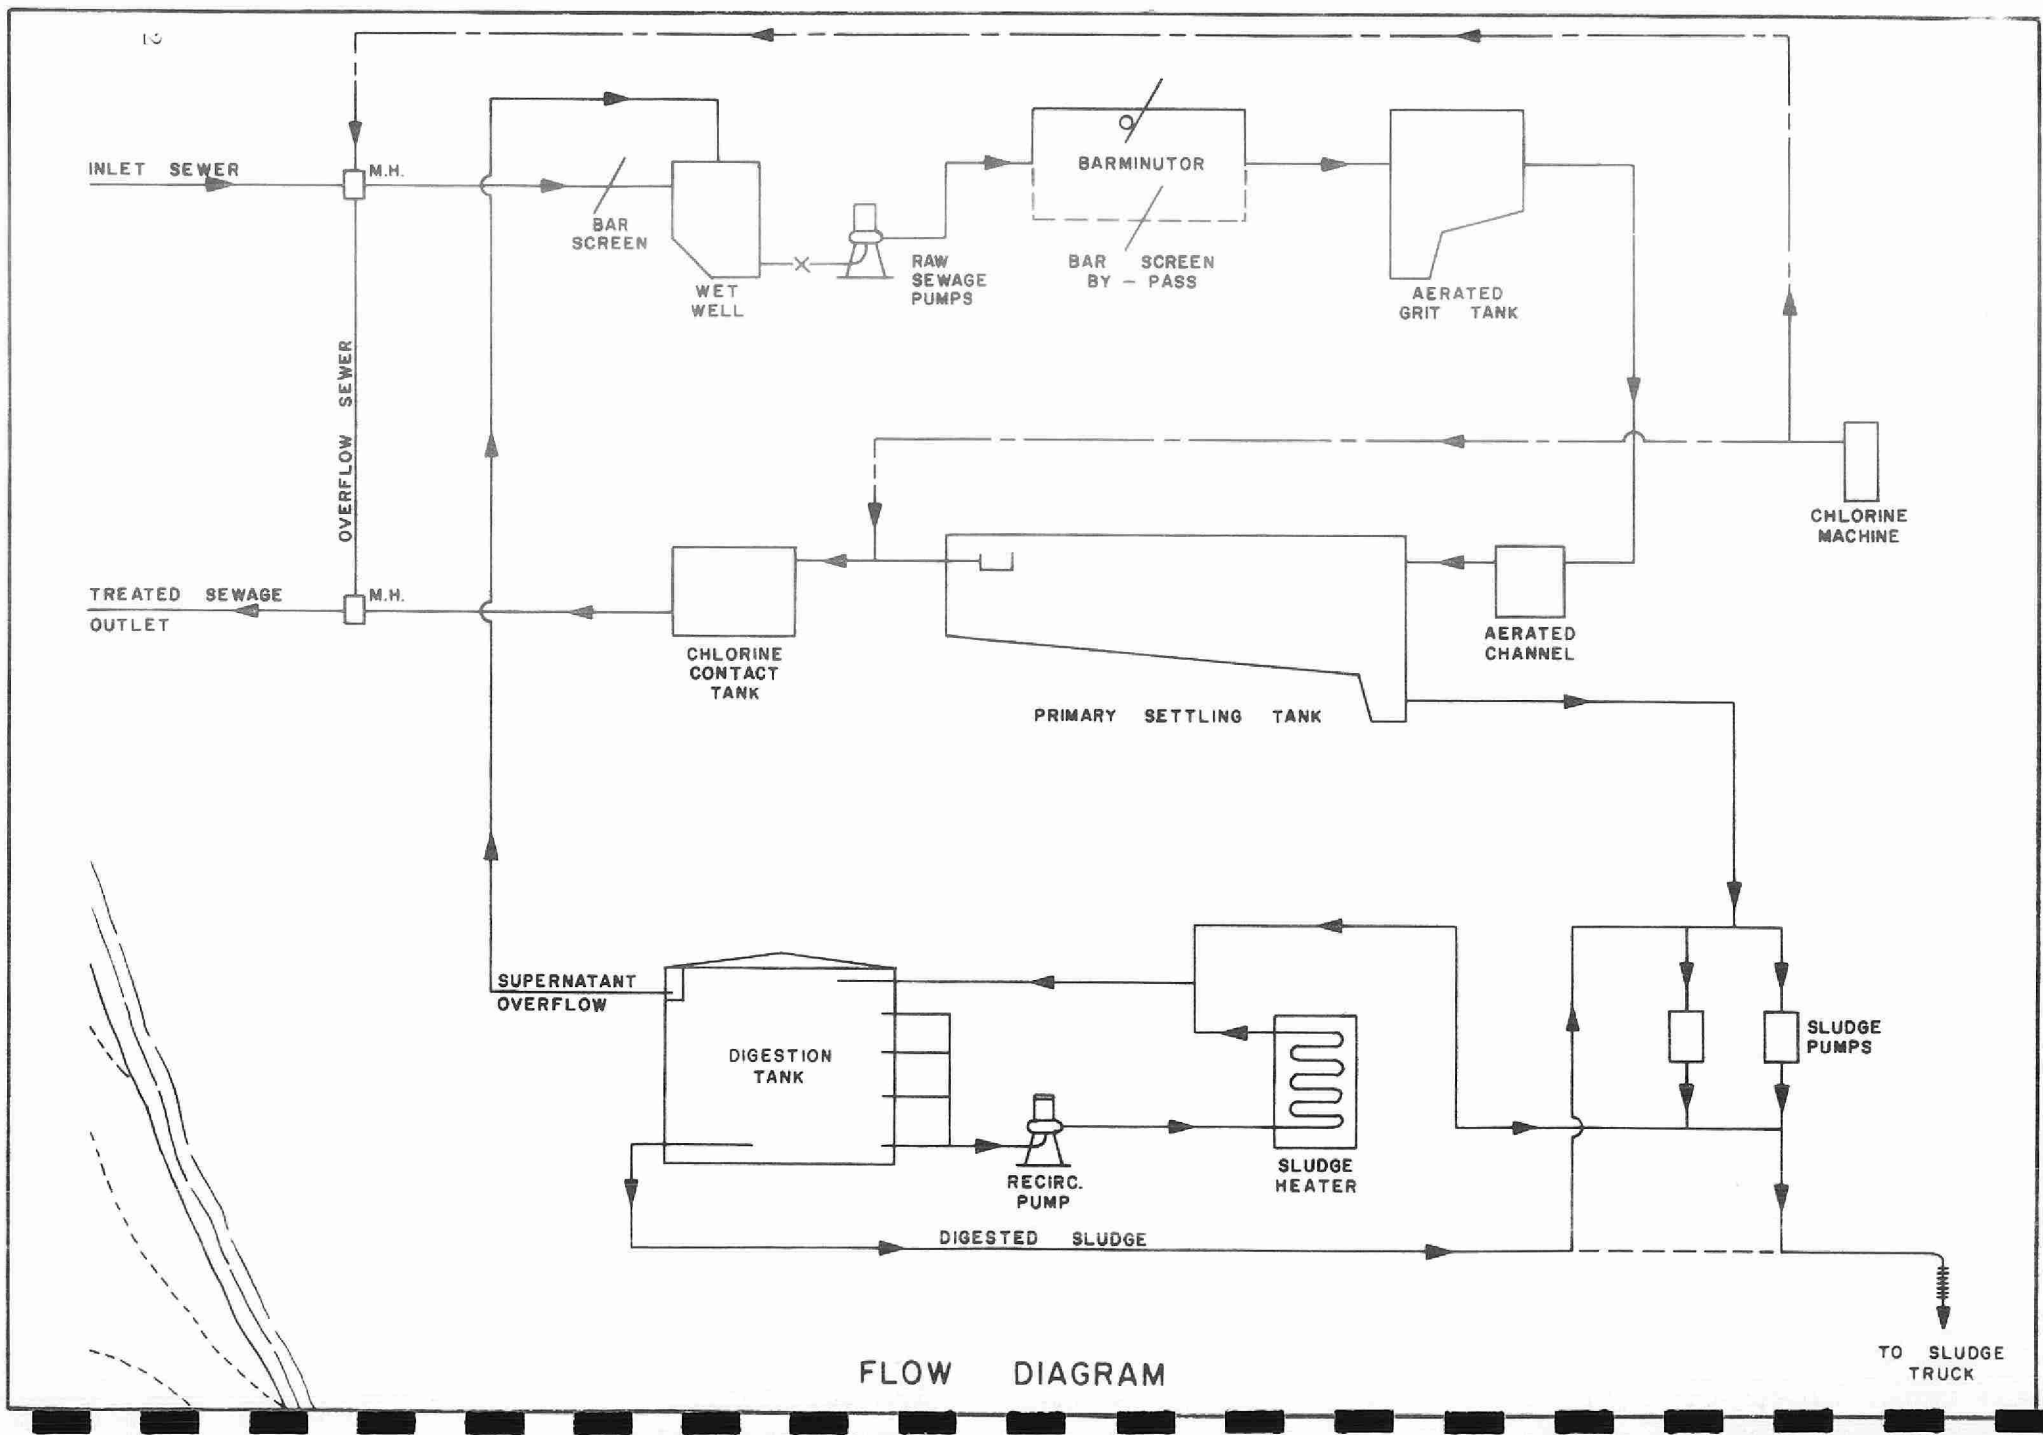 INLET SEWER
M.H.
BAR
SCREEN
WET
WELL
RAW
SEWAGE
PUMPS
BARMINUTOR
BAR SCREEN
BY - PASS
AERATED
GRIT TANK
OVERFLOW SEWER
CHLORINE
MACHINE
TREATED SEWAGE
OUTLET
M.H.
CHLORINE
CONTACT
TANK
PRIMARY SETTLING TANK
AERATED
CHANNEL
SUPERNATANT
OVERFLOW
DIGESTION
TANK
RECIRC.
PUMP
SLUDGE
HEATER
SLUDGE
PUMPS
DIGESTED SLUDGE
TO SLUDGE
TRUCK
FLOW DIAGRAM